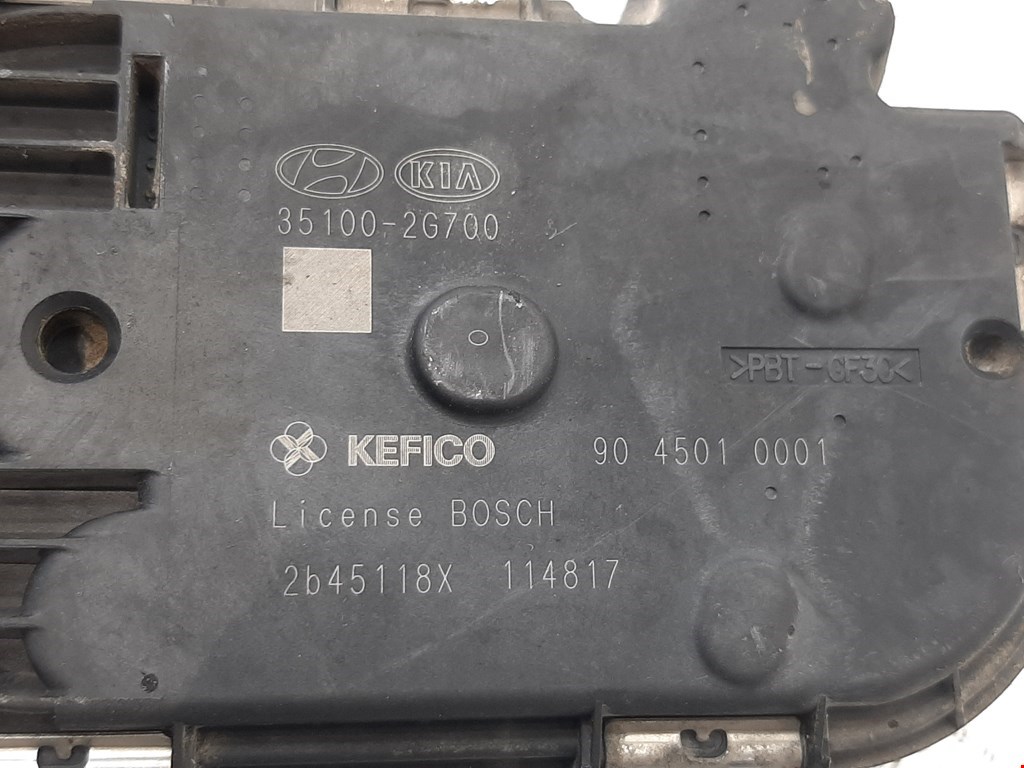 KIA
35100-2G700
>PBT-GF30<
KEFICO 90 4501 0001
License BOSCH
2b45118X 114817